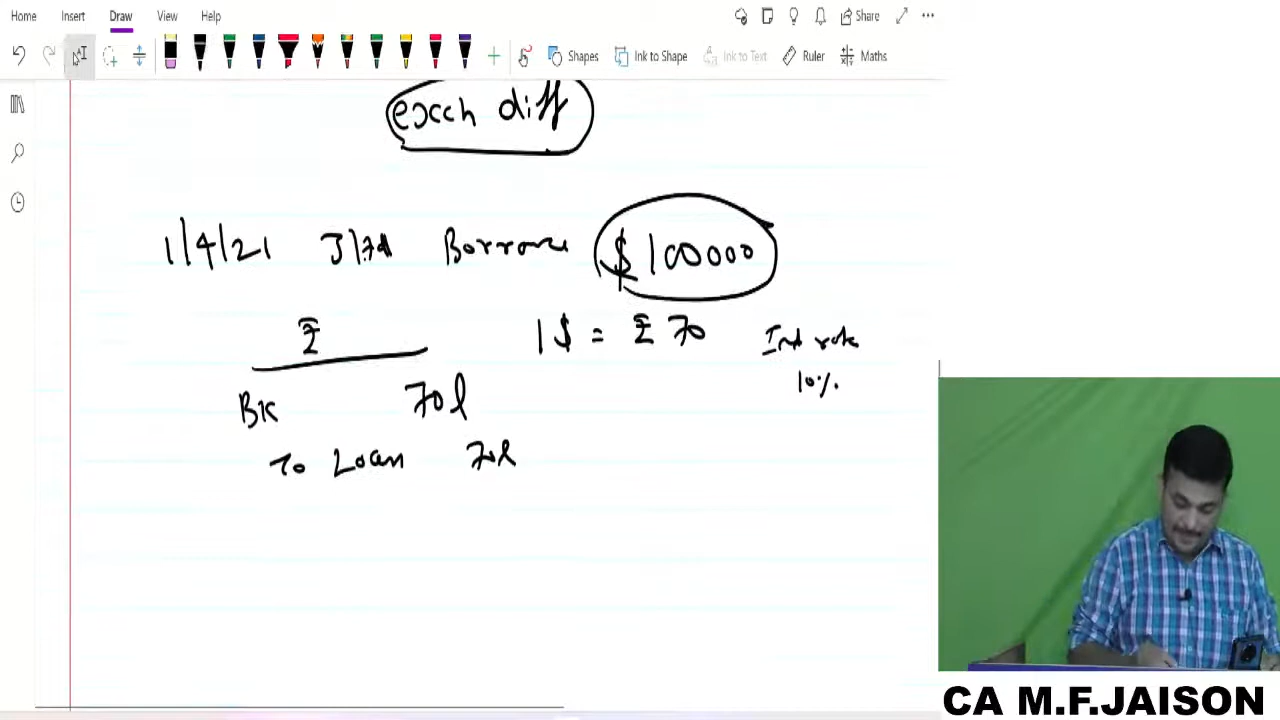 Home Insert Draw View Help Share
Shapes Ink to Shape Ink to Text Ruler Maths
exch diff
1/4/21 Borrow $100000
₹ 1$ = ₹ 70 Int rate
10%
BK 70l
To Loan 70l
CA M.F.JAISON